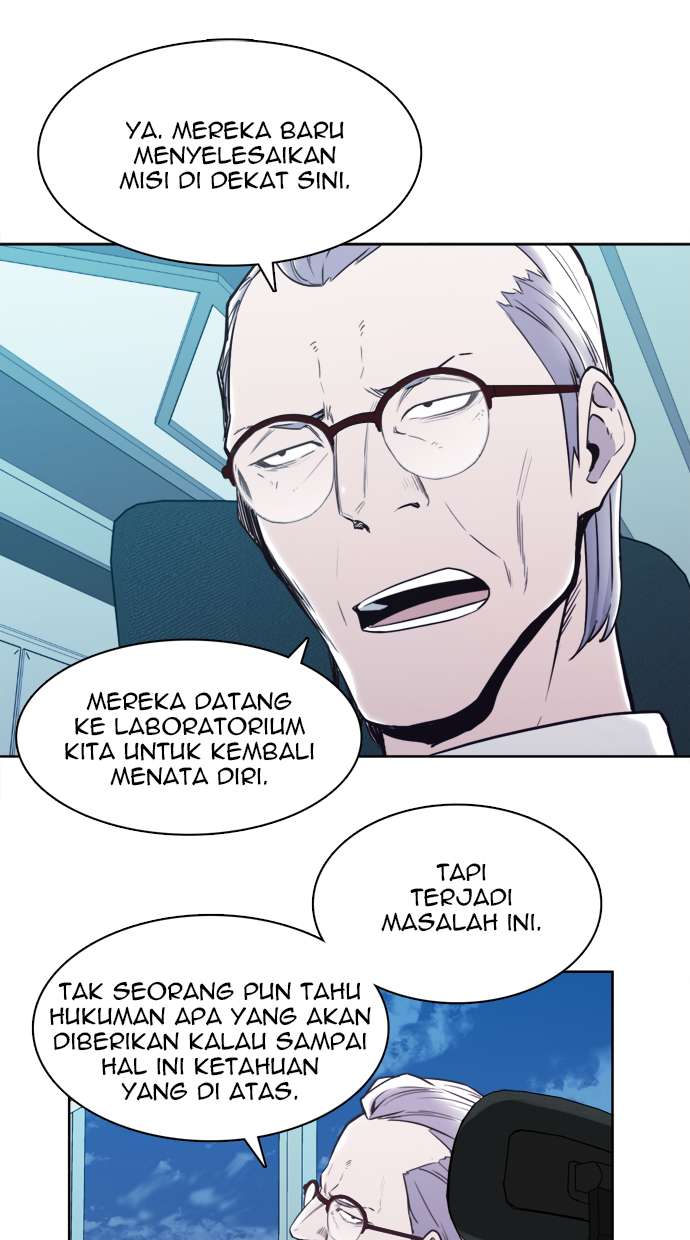 YA. MEREKA BARU
MENYELESAIKAN
MISI DI DEKAT SINI.
MEREKA DATANG
KE LABORATORIUM
KITA UNTUK KEMBALI
MENATA DIRI.
TAPI
TERJADI
MASALAH INI.
TAK SEORANG PUN TAHU
HUKUMAN APA YANG AKAN
DIBERIKAN KALAU SAMPAI
HAL INI KETAHUAN
YANG DI ATAS.